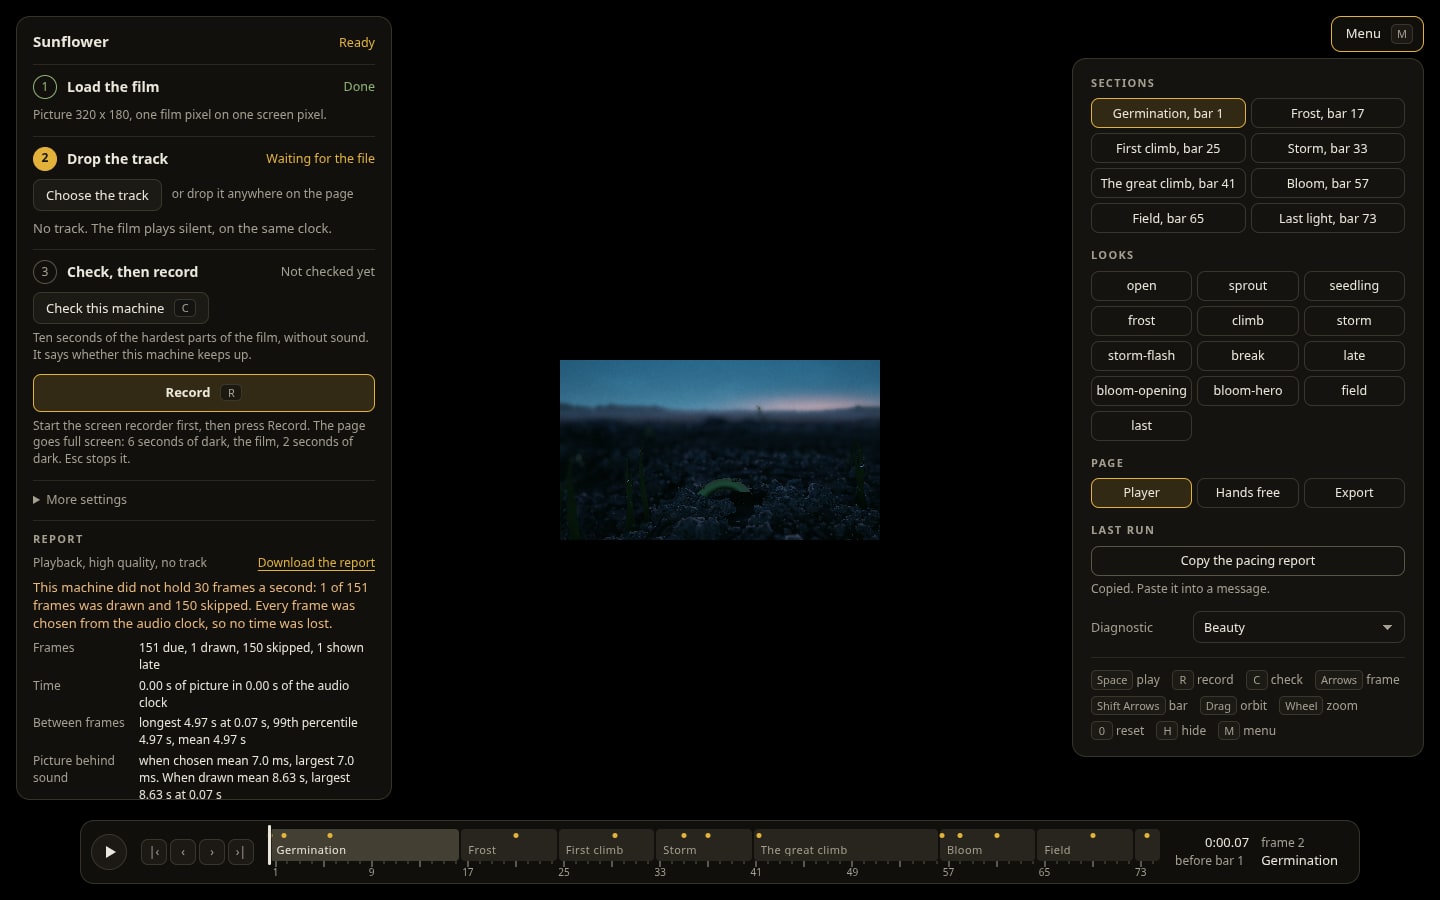 Sunflower
Ready
1
Load the film
Done
Picture 320 x 180, one film pixel on one screen pixel.
2
Drop the track
Waiting for the file
Choose the track
or drop it anywhere on the page
No track. The film plays silent, on the same clock.
3
Check, then record
Not checked yet
Check this machine C
Ten seconds of the hardest parts of the film, without sound.
It says whether this machine keeps up.
Record R
Start the screen recorder first, then press Record. The page
goes full screen: 6 seconds of dark, the film, 2 seconds of
dark. Esc stops it.
More settings
REPORT
Playback, high quality, no track
Download the report
This machine did not hold 30 frames a second: 1 of 151
frames was drawn and 150 skipped. Every frame was
chosen from the audio clock, so no time was lost.
Frames
151 due, 1 drawn, 150 skipped, 1 shown
late
Time
0.00 s of picture in 0.00 s of the audio
clock
Between frames
longest 4.97 s at 0.07 s, 99th percentile
4.97 s, mean 4.97 s
Picture behind
sound
when chosen mean 7.0 ms, largest 7.0
ms. When drawn mean 8.63 s, largest
8.63 s at 0.07 s
Menu M
SECTIONS
Germination, bar 1
Frost, bar 17
First climb, bar 25
Storm, bar 33
The great climb, bar 41
Bloom, bar 57
Field, bar 65
Last light, bar 73
LOOKS
open
sprout
seedling
frost
climb
storm
storm-flash
break
late
bloom-opening
bloom-hero
field
last
PAGE
Player
Hands free
Export
LAST RUN
Copy the pacing report
Copied. Paste it into a message.
Diagnostic
Beauty
Space play R record C check Arrows frame
Shift Arrows bar Drag orbit Wheel zoom
0 reset H hide M menu
Germination
Frost
First climb
Storm
The great climb
Bloom
Field
1 9 17 25 33 41 49 57 65 73
0:00.07 frame 2
before bar 1 Germination